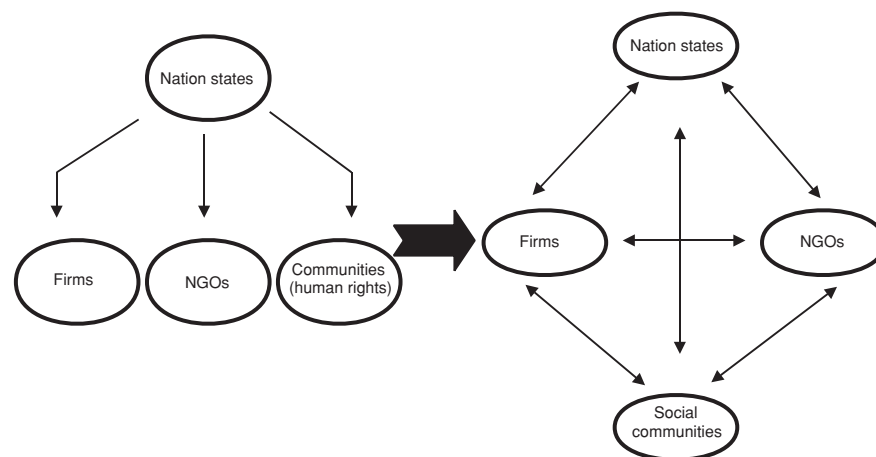 Nation states
Firms
NGOs
Communities
(human rights)
Nation states
Firms
NGOs
Social
communities